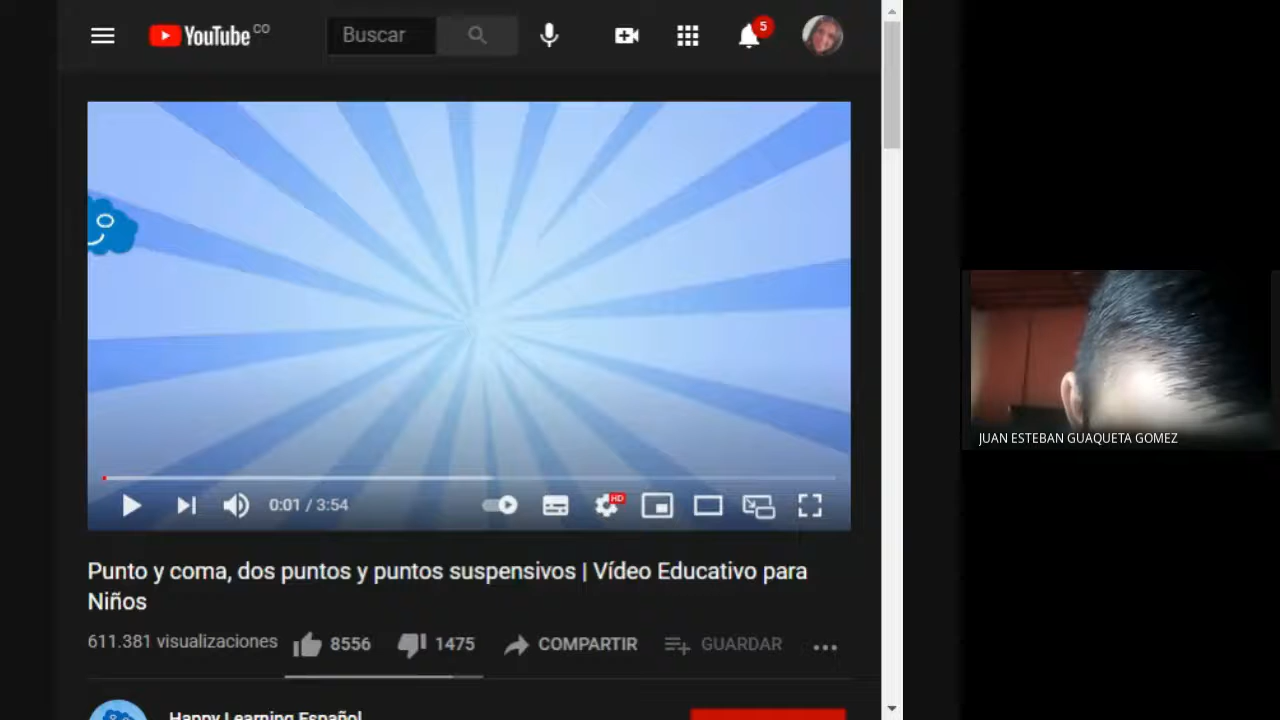 YouTube CO
Buscar
5
0:01 / 3:54
HD
Punto y coma, dos puntos y puntos suspensivos | Vídeo Educativo para
Niños
611.381 visualizaciones
8556
1475
COMPARTIR
GUARDAR
Happy Learning Español
JUAN ESTEBAN GUAQUETA GOMEZ